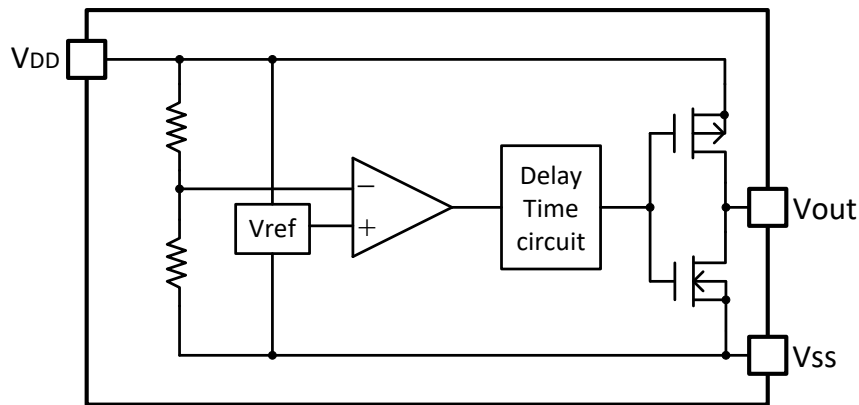 VDD
−
+
Vref
Delay
Time
circuit
Vout
Vss